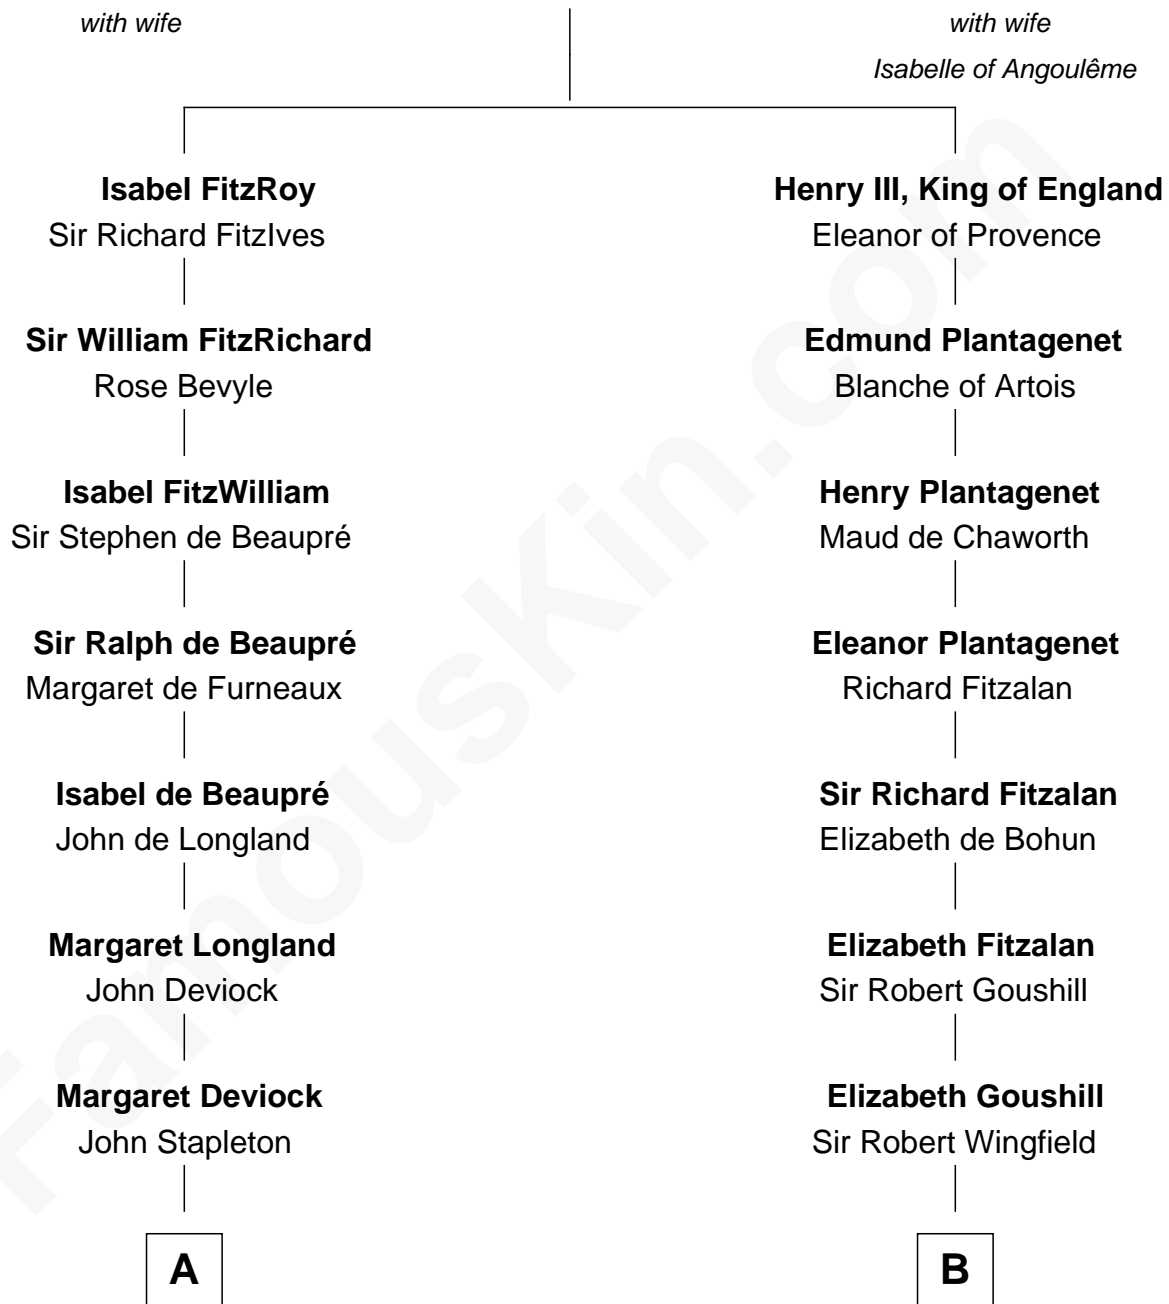 with wife
with wife
Isabelle of Angoulême
Isabel FitzRoy
Sir Richard FitzIves
Henry III, King of England
Eleanor of Provence
Sir William FitzRichard
Rose Bevyle
Edmund Plantagenet
Blanche of Artois
Isabel FitzWilliam
Sir Stephen de Beaupré
Henry Plantagenet
Maud de Chaworth
Sir Ralph de Beaupré
Margaret de Furneaux
Eleanor Plantagenet
Richard Fitzalan
Isabel de Beaupré
John de Longland
Sir Richard Fitzalan
Elizabeth de Bohun
Margaret Longland
John Deviock
Elizabeth Fitzalan
Sir Robert Goushill
Margaret Deviock
John Stapleton
Elizabeth Goushill
Sir Robert Wingfield
A
B
FamousKin.com